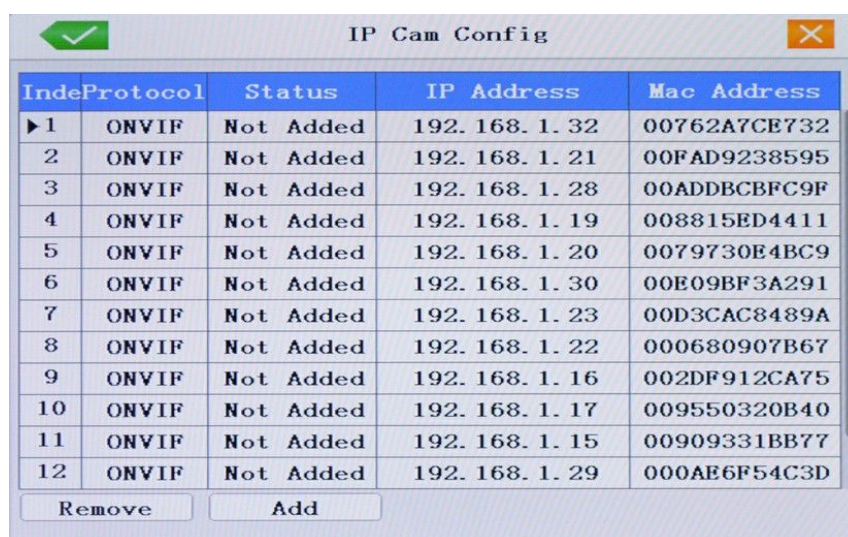 IP Cam Config
Inde Protocol Status IP Address Mac Address
1 ONVIF Not Added 192.168.1.32 00762A7CE732
2 ONVIF Not Added 192.168.1.21 00FAD9238595
3 ONVIF Not Added 192.168.1.28 00ADDBCBFC9F
4 ONVIF Not Added 192.168.1.19 008815ED4411
5 ONVIF Not Added 192.168.1.20 0079730E4BC9
6 ONVIF Not Added 192.168.1.30 00E09BF3A291
7 ONVIF Not Added 192.168.1.23 00D3CAC8489A
8 ONVIF Not Added 192.168.1.22 000680907B67
9 ONVIF Not Added 192.168.1.16 002DF912CA75
10 ONVIF Not Added 192.168.1.17 009550320B40
11 ONVIF Not Added 192.168.1.15 00909331BB77
12 ONVIF Not Added 192.168.1.29 000AE6F54C3D
Remove Add